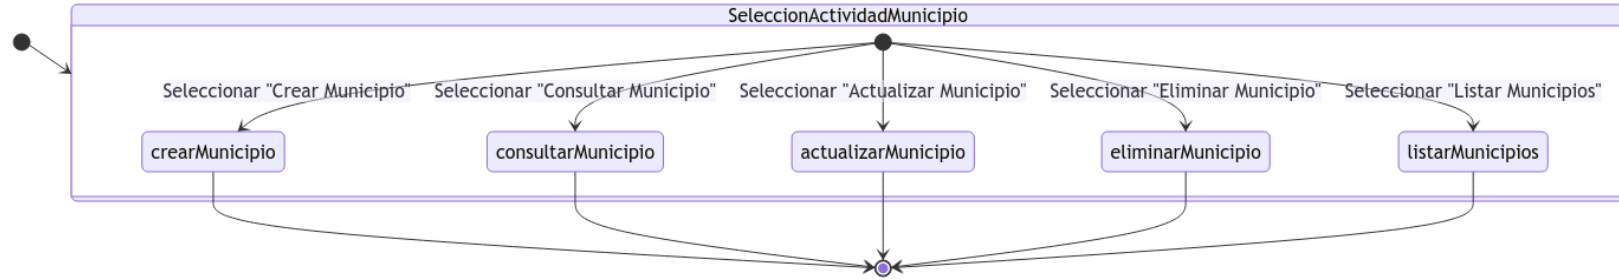 SeleccionActividadMunicipio
Seleccionar "Crear Municipio"
Seleccionar "Consultar Municipio"
Seleccionar "Actualizar Municipio"
Seleccionar "Eliminar Municipio"
Seleccionar "Listar Municipios"
crearMunicipio
consultarMunicipio
actualizarMunicipio
eliminarMunicipio
listarMunicipios